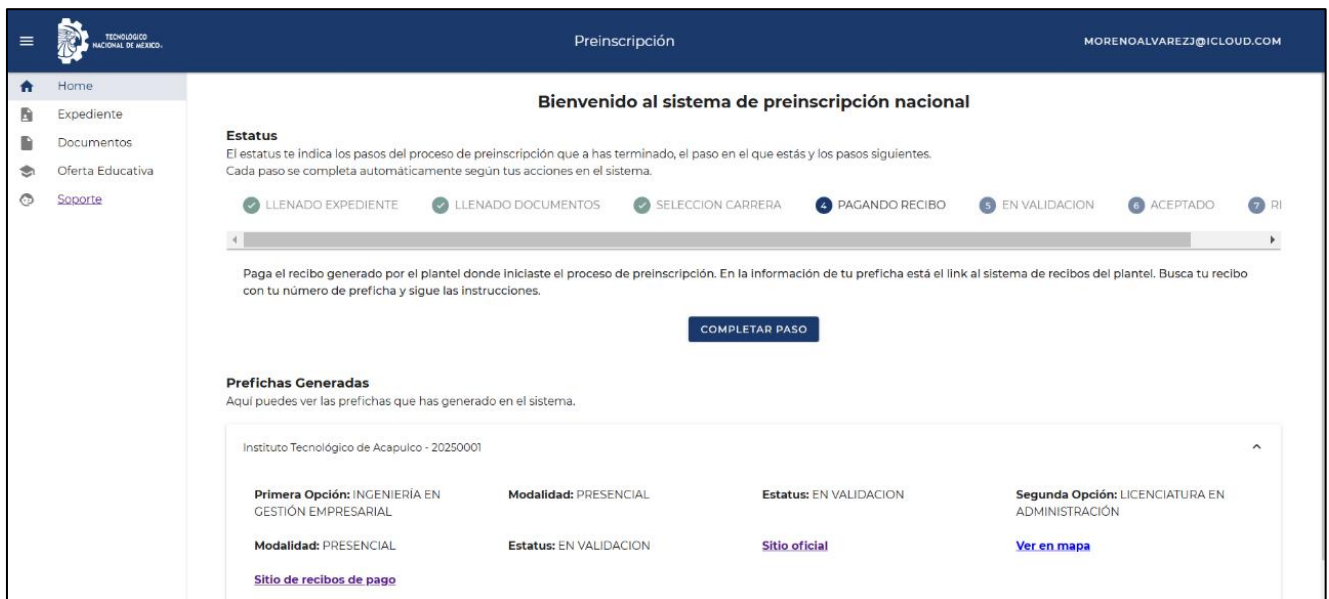 TECNOLÓGICO
NACIONAL DE MÉXICO®
Preinscripción
MORENOALVAREZJ@ICLOUD.COM
Home
Expediente
Documentos
Oferta Educativa
Soporte
Bienvenido al sistema de preinscripción nacional
Estatus
El estatus te indica los pasos del proceso de preinscripción que a has terminado, el paso en el que estás y los pasos siguientes.
Cada paso se completa automáticamente según tus acciones en el sistema.
LLENADO EXPEDIENTE LLENADO DOCUMENTOS SELECCION CARRERA 4 PAGANDO RECIBO 5 EN VALIDACION 6 ACEPTADO 7 RI
Paga el recibo generado por el plantel donde iniciaste el proceso de preinscripción. En la información de tu preficha está el link al sistema de recibos del plantel. Busca tu recibo
con tu número de preficha y sigue las instrucciones.
COMPLETAR PASO
Prefichas Generadas
Aquí puedes ver las prefichas que has generado en el sistema.
Instituto Tecnológico de Acapulco - 20250001
Primera Opción: INGENIERÍA EN
GESTIÓN EMPRESARIAL
Modalidad: PRESENCIAL
Estatus: EN VALIDACION
Segunda Opción: LICENCIATURA EN
ADMINISTRACIÓN
Modalidad: PRESENCIAL
Estatus: EN VALIDACION
Sitio oficial
Ver en mapa
Sitio de recibos de pago